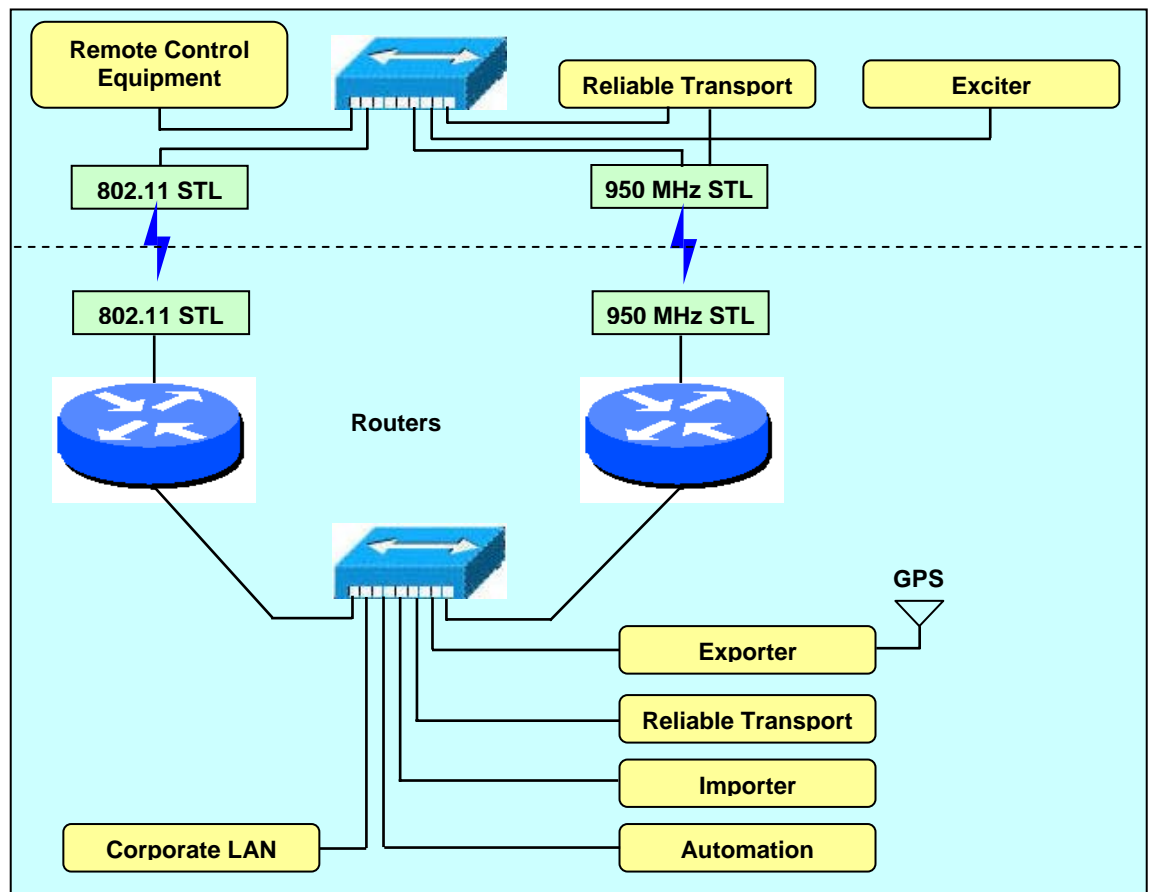 Remote Control
Equipment
Reliable Transport
Exciter
802.11 STL
950 MHz STL
802.11 STL
950 MHz STL
Routers
GPS
Exporter
Reliable Transport
Importer
Corporate LAN
Automation